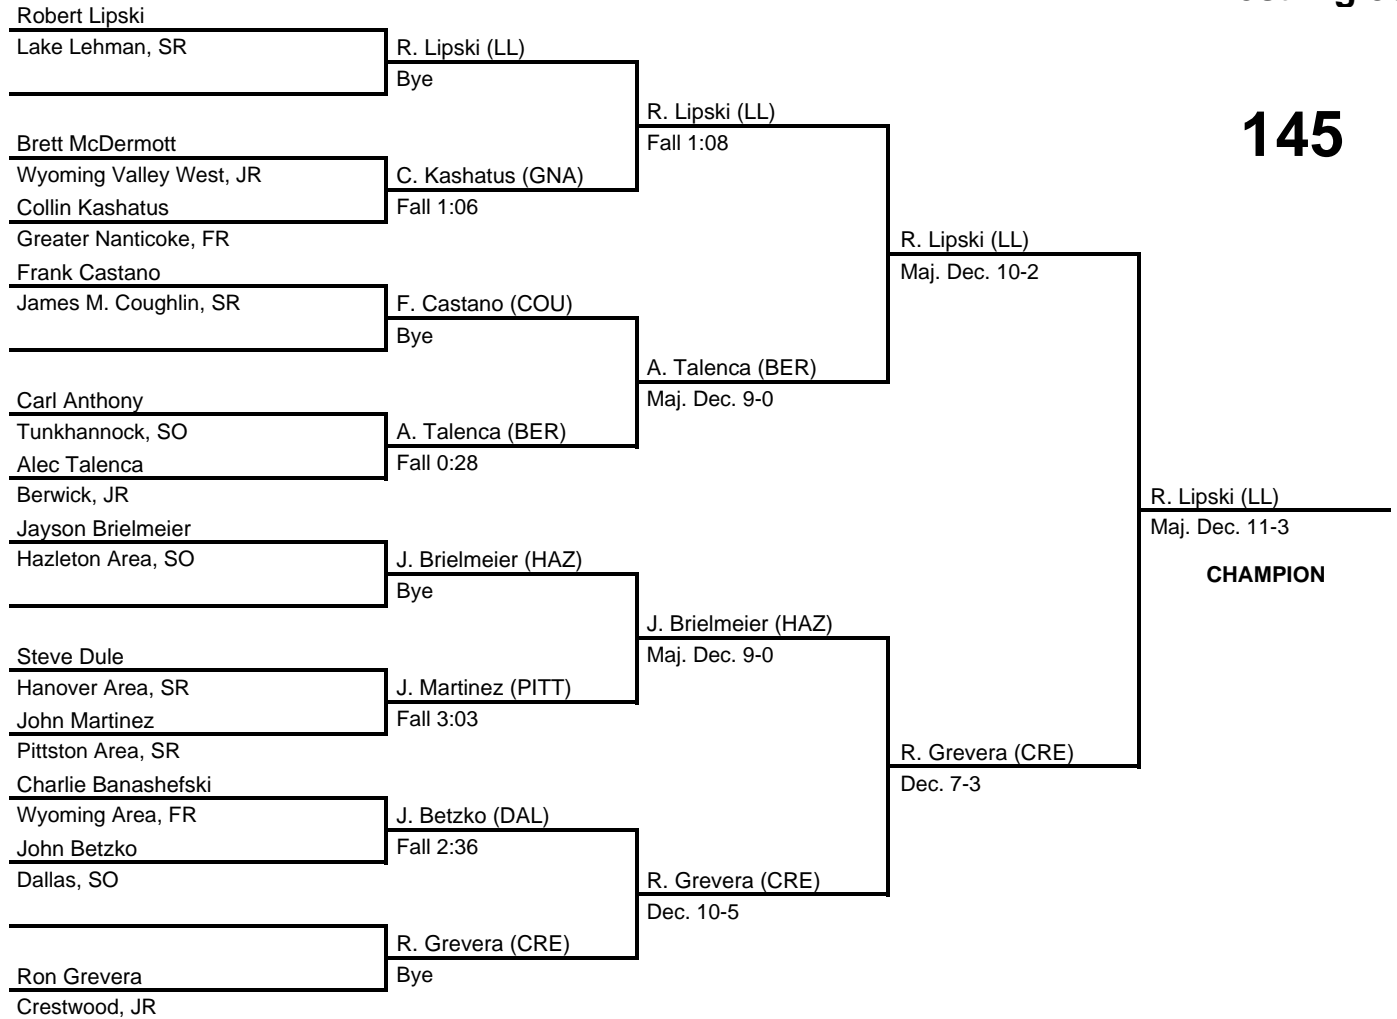 Robert Lipski
Lake Lehman, SR
R. Lipski (LL)
Bye
R. Lipski (LL)
Fall 1:08
145
Brett McDermott
Wyoming Valley West, JR
C. Kashatus (GNA)
Collin Kashatus
Fall 1:06
Greater Nanticoke, FR
R. Lipski (LL)
Maj. Dec. 10-2
Frank Castano
James M. Coughlin, SR
F. Castano (COU)
Bye
A. Talenca (BER)
Maj. Dec. 9-0
Carl Anthony
Tunkhannock, SO
A. Talenca (BER)
Alec Talenca
Fall 0:28
Berwick, JR
R. Lipski (LL)
Maj. Dec. 11-3
CHAMPION
Jayson Brielmeier
Hazleton Area, SO
J. Brielmeier (HAZ)
Bye
J. Brielmeier (HAZ)
Maj. Dec. 9-0
Steve Dule
Hanover Area, SR
J. Martinez (PITT)
John Martinez
Fall 3:03
Pittston Area, SR
R. Grevera (CRE)
Dec. 7-3
Charlie Banashefski
Wyoming Area, FR
J. Betzko (DAL)
John Betzko
Fall 2:36
Dallas, SO
R. Grevera (CRE)
Dec. 10-5
R. Grevera (CRE)
Bye
Ron Grevera
Crestwood, JR